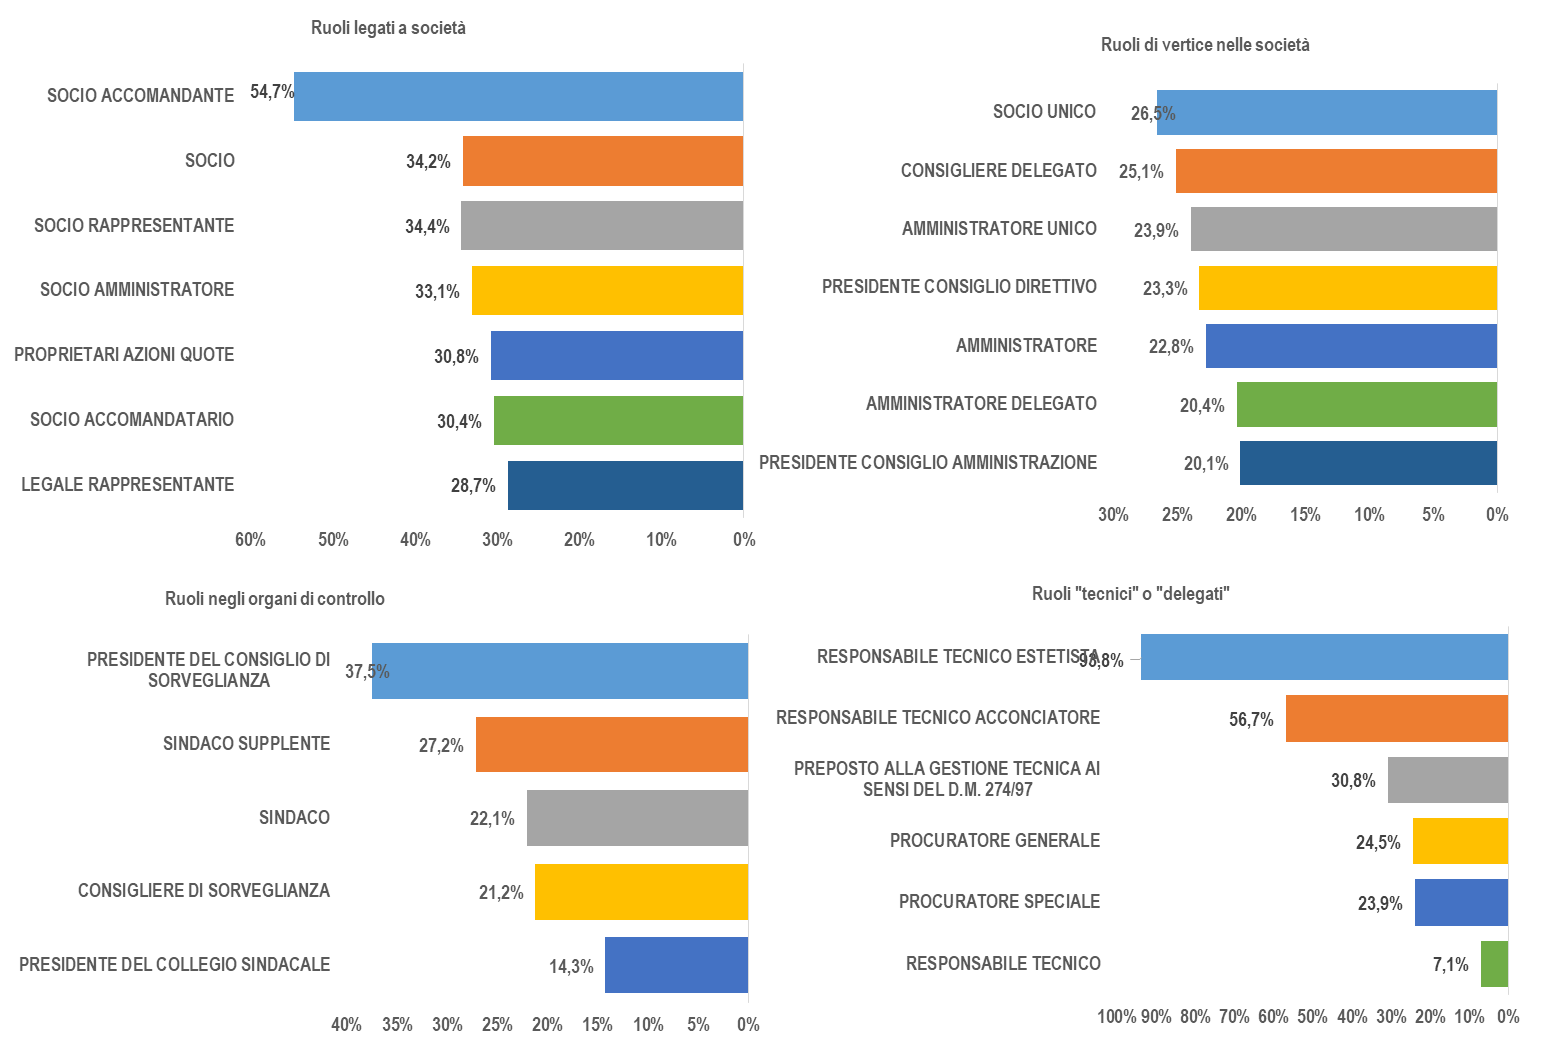 Ruoli legati a società
SOCIO ACCOMANDANTE 54,7%
SOCIO 34,2%
SOCIO RAPPRESENTANTE 34,4%
SOCIO AMMINISTRATORE 33,1%
PROPRIETARI AZIONI QUOTE 30,8%
SOCIO ACCOMANDATARIO 30,4%
LEGALE RAPPRESENTANTE 28,7%
60% 50% 40% 30% 20% 10% 0%
Ruoli di vertice nelle società
SOCIO UNICO 26,5%
CONSIGLIERE DELEGATO 25,1%
AMMINISTRATORE UNICO 23,9%
PRESIDENTE CONSIGLIO DIRETTIVO 23,3%
AMMINISTRATORE 22,8%
AMMINISTRATORE DELEGATO 20,4%
PRESIDENTE CONSIGLIO AMMINISTRAZIONE 20,1%
30% 25% 20% 15% 10% 5% 0%
Ruoli negli organi di controllo
PRESIDENTE DEL CONSIGLIO DI
SORVEGLIANZA 37,5%
SINDACO SUPPLENTE 27,2%
SINDACO 22,1%
CONSIGLIERE DI SORVEGLIANZA 21,2%
PRESIDENTE DEL COLLEGIO SINDACALE 14,3%
40% 35% 30% 25% 20% 15% 10% 5% 0%
Ruoli "tecnici" o "delegati"
RESPONSABILE TECNICO ESTETISTA 93,8%
RESPONSABILE TECNICO ACCONCIATORE 56,7%
PREPOSTO ALLA GESTIONE TECNICA AI
SENSI DEL D.M. 274/97 30,8%
PROCURATORE GENERALE 24,5%
PROCURATORE SPECIALE 23,9%
RESPONSABILE TECNICO 7,1%
100% 90% 80% 70% 60% 50% 40% 30% 20% 10% 0%